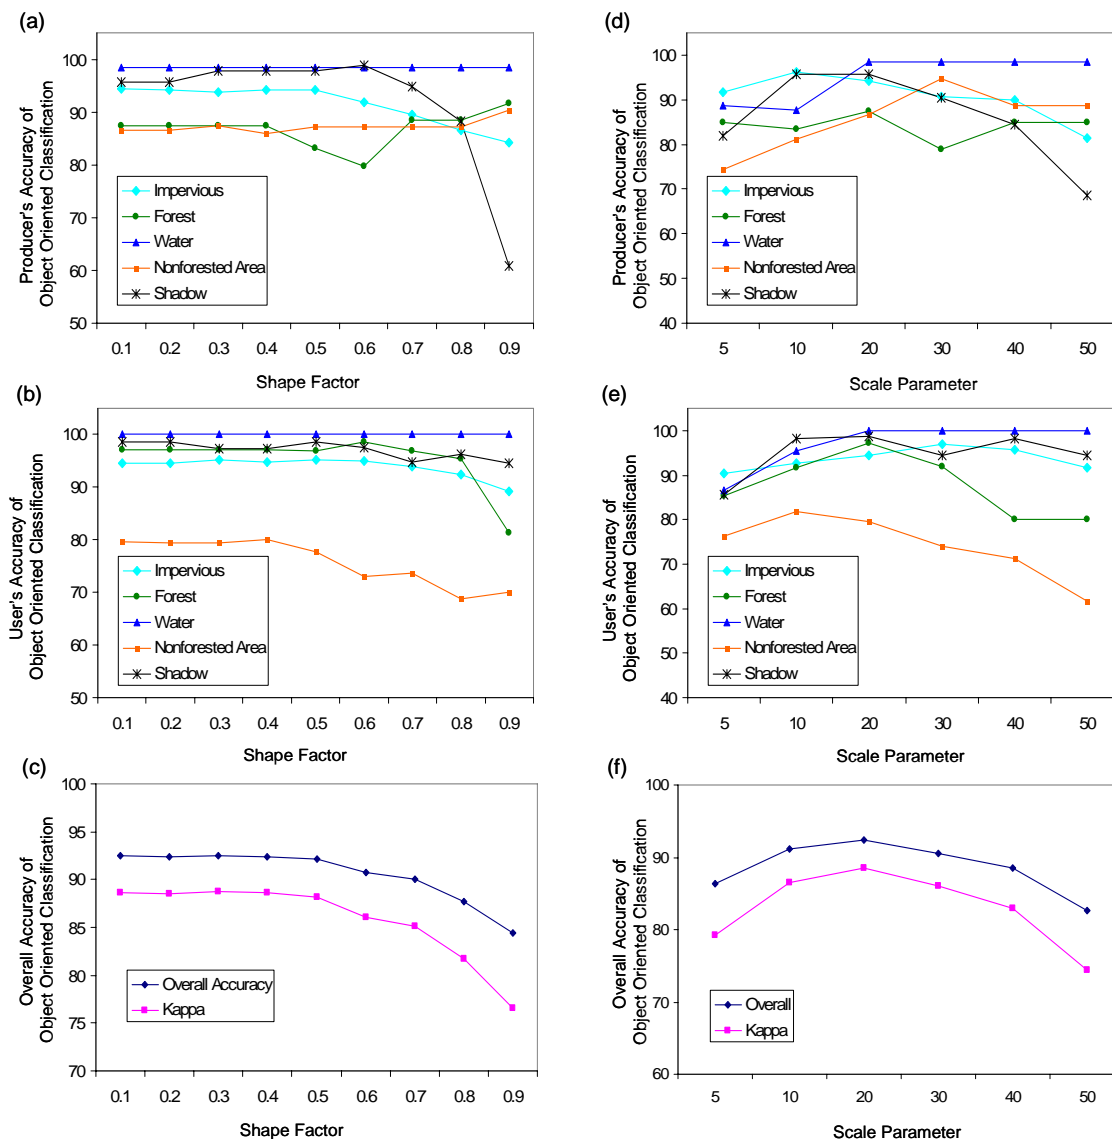 (a)
Producer's Accuracy of
Object Oriented Classification
100
90
80
70
60
50
Impervious
Forest
Water
Nonforested Area
Shadow
0.1 0.2 0.3 0.4 0.5 0.6 0.7 0.8 0.9
Shape Factor
(d)
Producer's Accuracy of
Object Oriented Classification
100
90
80
70
60
50
40
Impervious
Forest
Water
Nonforested Area
Shadow
5 10 20 30 40 50
Scale Parameter
(b)
User's Accuracy of
Object Oriented Classification
100
90
80
70
60
50
Impervious
Forest
Water
Nonforested Area
Shadow
0.1 0.2 0.3 0.4 0.5 0.6 0.7 0.8 0.9
Shape Factor
(e)
User's Accuracy of
Object Oriented Classification
100
90
80
70
60
50
40
Impervious
Forest
Water
Nonforested Area
Shadow
5 10 20 30 40 50
Scale Parameter
(c)
Overall Accuracy of
Object Oriented Classification
100
95
90
85
80
75
70
Overall Accuracy
Kappa
0.1 0.2 0.3 0.4 0.5 0.6 0.7 0.8 0.9
Shape Factor
(f)
Overall Accuracy of
Object Oriented Classification
100
90
80
70
60
Overall
Kappa
5 10 20 30 40 50
Scale Parameter